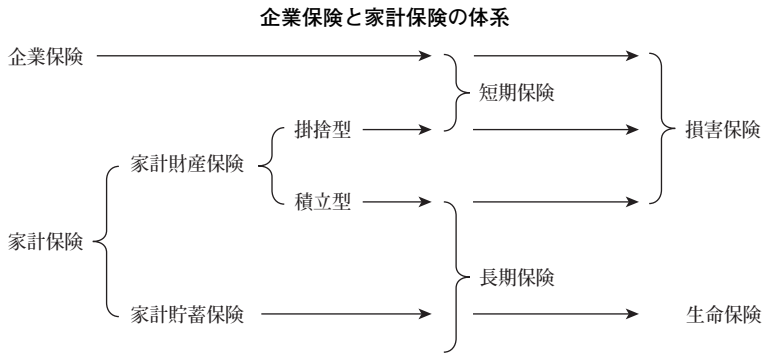 企業保険と家計保険の体系
企業保険
短期保険
掛捨型
損害保険
家計財産保険
積立型
家計保険
長期保険
家計貯蓄保険
生命保険